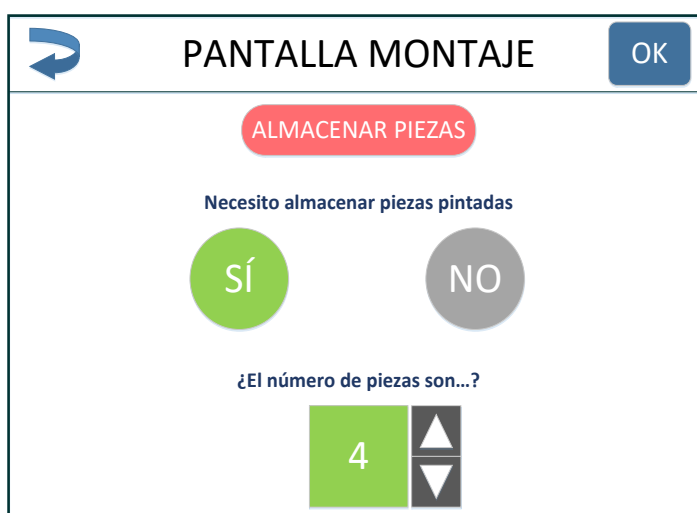 PANTALLA MONTAJE
OK
ALMACENAR PIEZAS
Necesito almacenar piezas pintadas
SÍ
NO
¿El número de piezas son...?
4